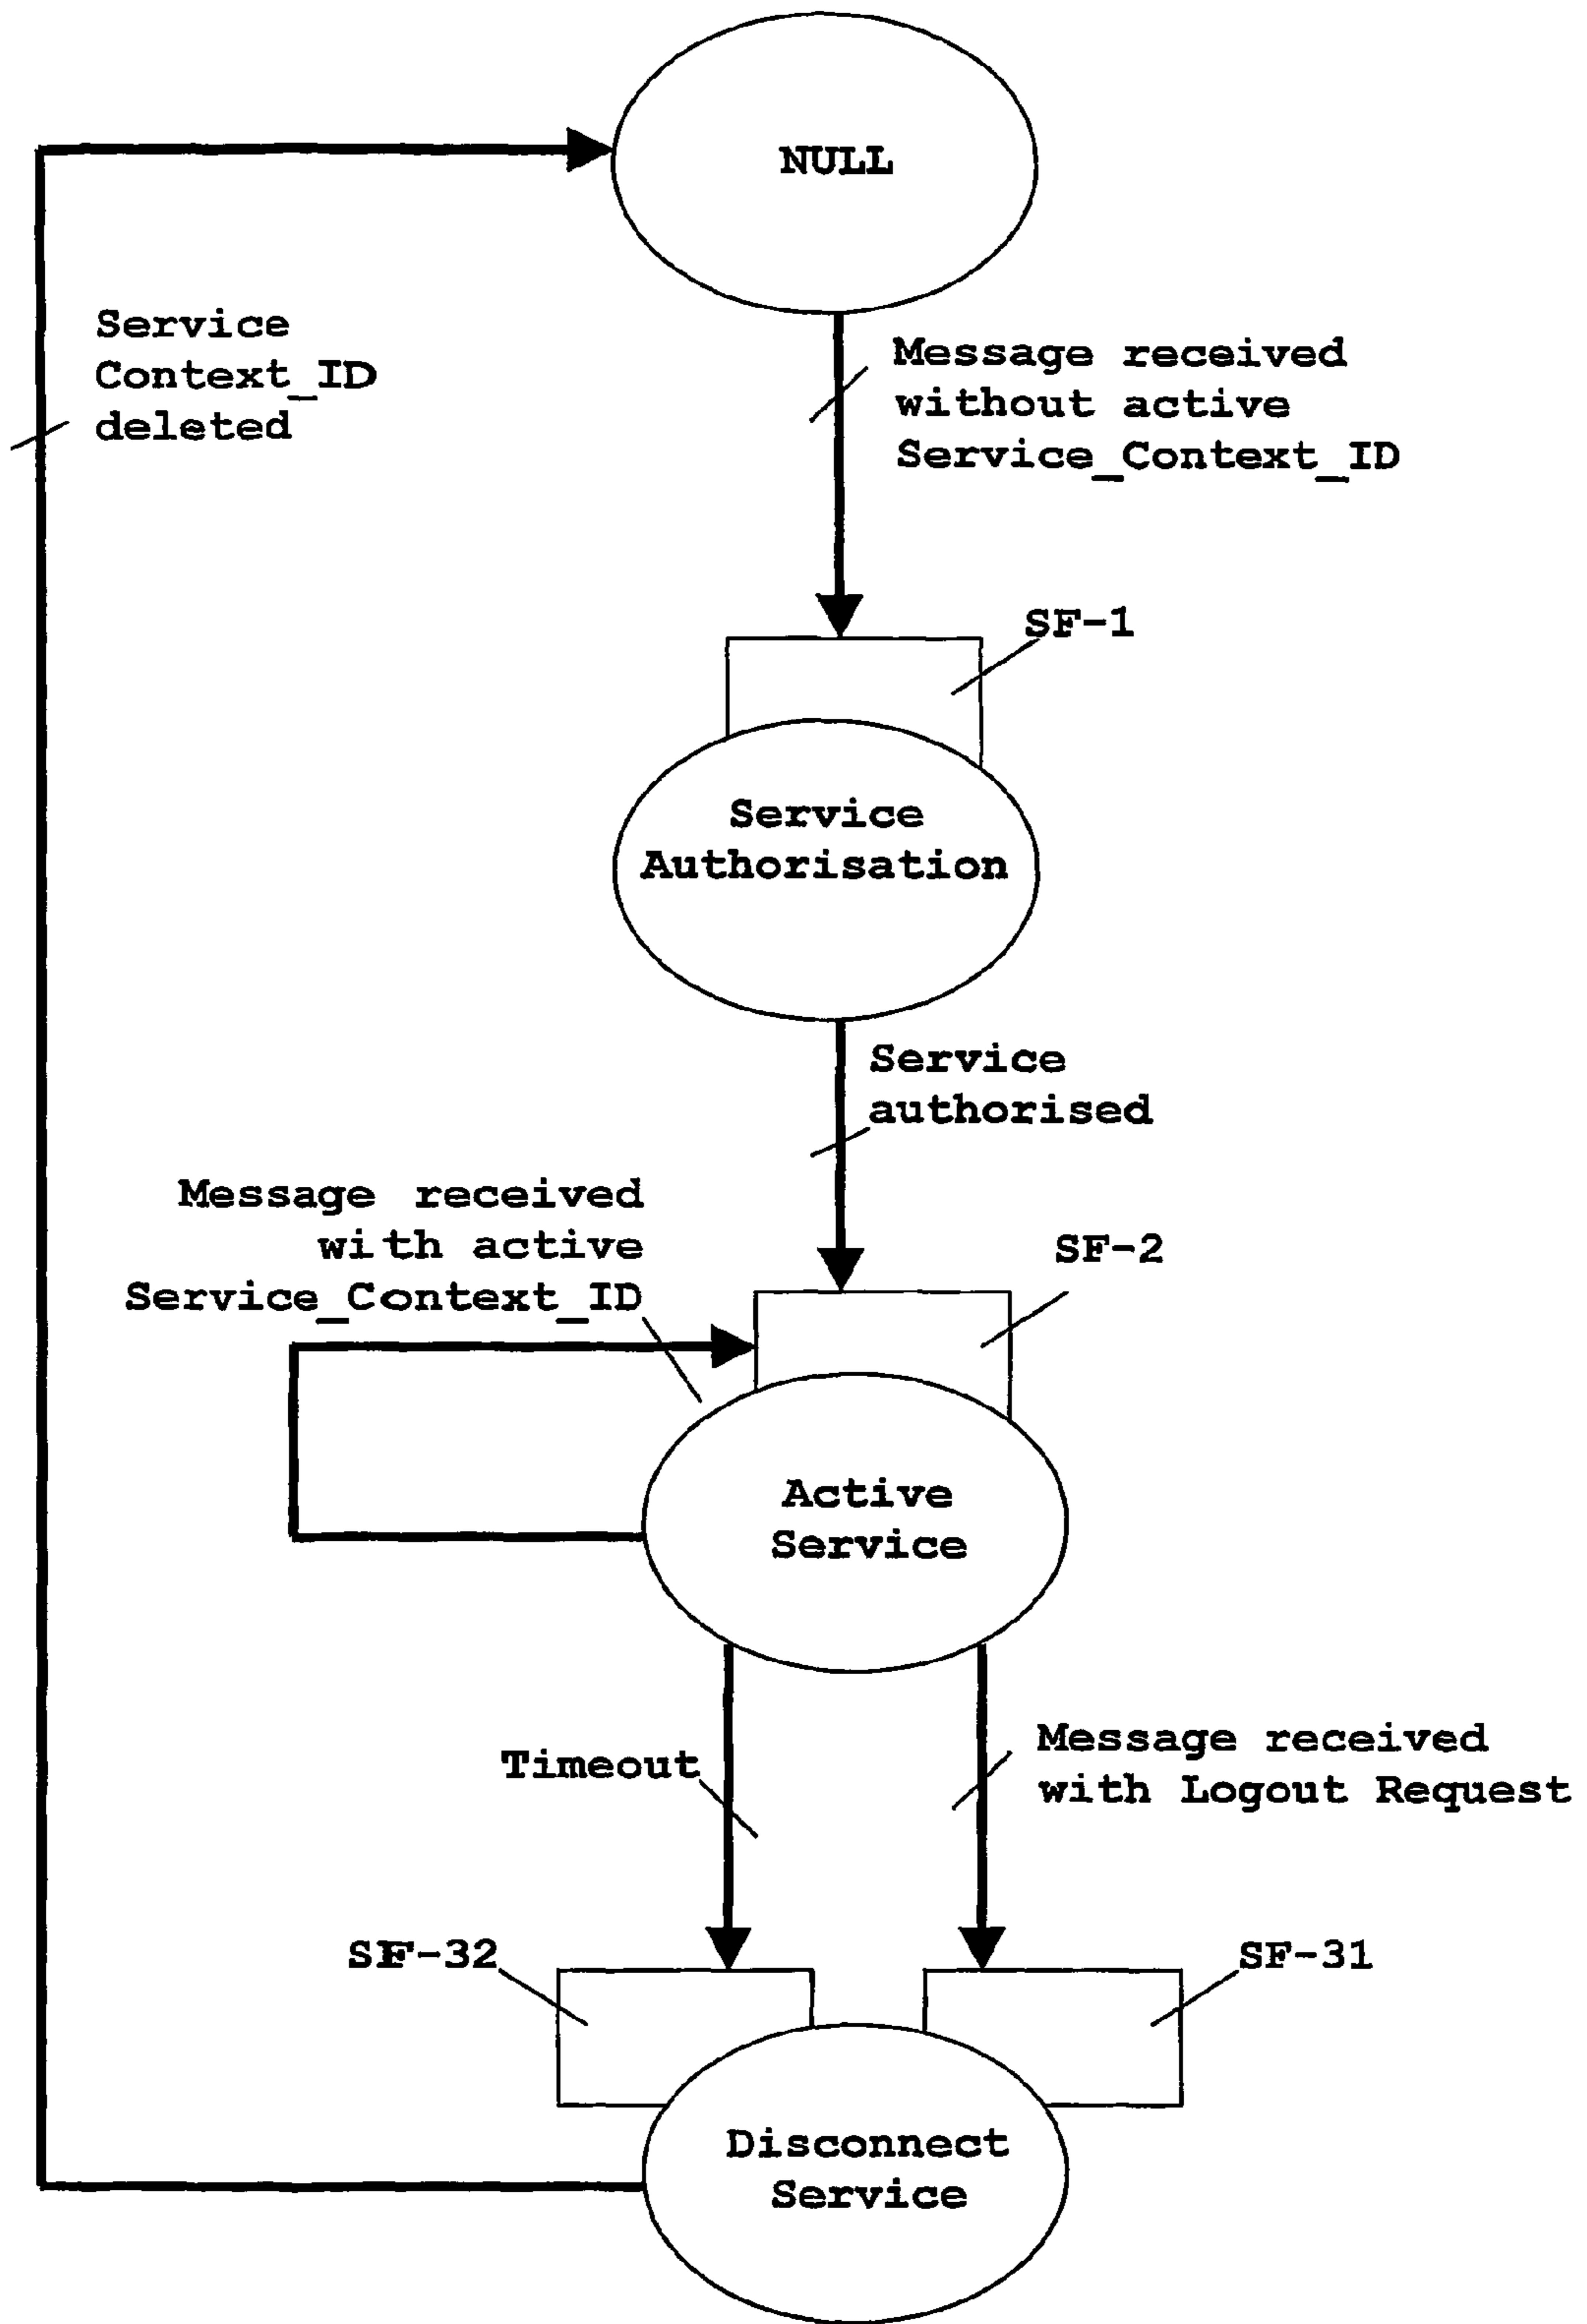 NULL
Service
Context_ID
deleted
Message received
without active
Service_Context_ID
SF-1
Service
Authorisation
Service
authorised
Message received
with active
Service_Context_ID
SF-2
Active
Service
Timeout
Message received
with Logout Request
SF-32
SF-31
Disconnect
Service